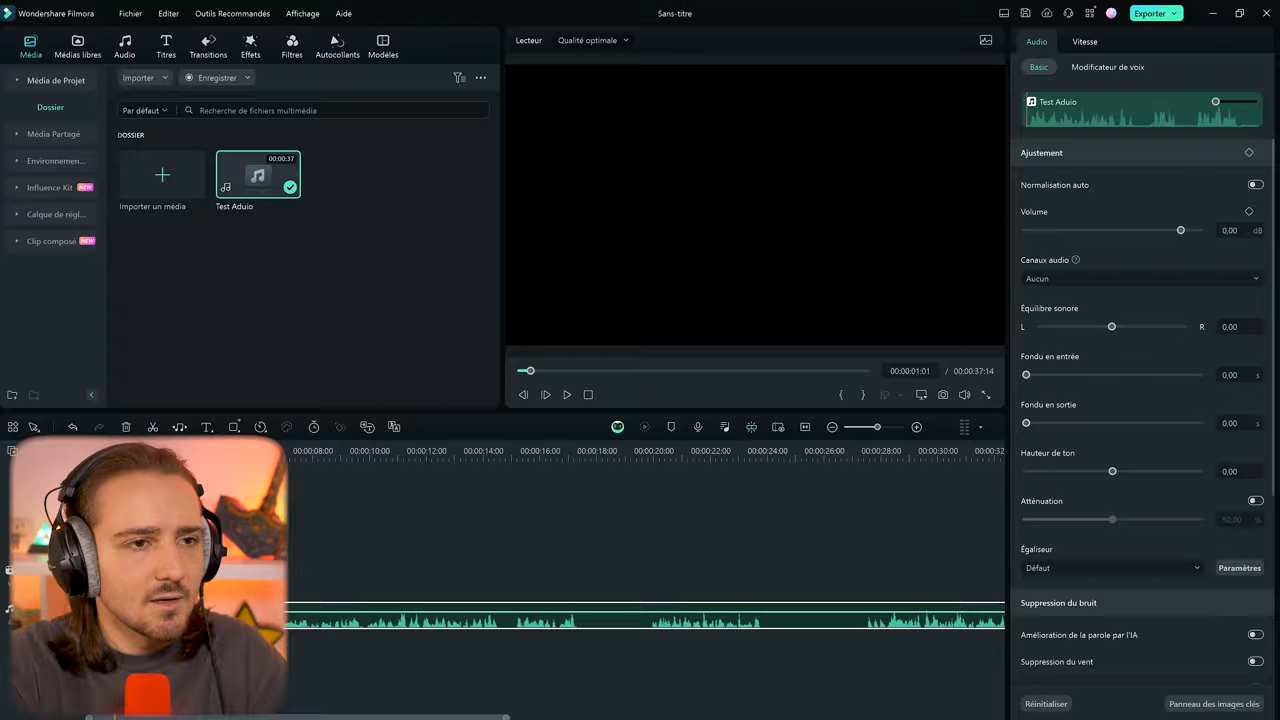 Wondershare Filmora
Fichier
Editer
Outils Recommandés
Affichage
Aide
Sans-titre
Exporter
Média
Médias libres
Audio
Titres
Transitions
Effets
Filtres
Autocollants
Modèles
Lecteur
Qualité optimale
Audio
Vitesse
Média de Projet
Importer
Enregistrer
Basic
Modificateur de voix
Dossier
Par défaut
Recherche de fichiers multimédia
Test Aduio
Média Partagé
DOSSIER
Environnemen...
00:00:37
Ajustement
Influence Kit NEW
Normalisation auto
Importer un média
Test Aduio
Calque de régl...
Volume
0,00 dB
Clip composé NEW
Canaux audio
Aucun
Équilibre sonore
L
R
0,00
Fondu en entrée
0,00 s
00:00:01:01 / 00:00:37:14
Fondu en sortie
0,00 s
00:00:08:00
00:00:10:00
00:00:12:00
00:00:14:00
00:00:16:00
00:00:18:00
00:00:20:00
00:00:22:00
00:00:24:00
00:00:26:00
00:00:28:00
00:00:30:00
00:00:32
Hauteur de ton
0,00
Atténuation
50,00 %
Égaliseur
Défaut
Paramètres
Suppression du bruit
Amélioration de la parole par l'IA
Suppression du vent
Réinitialiser
Panneau des images clés